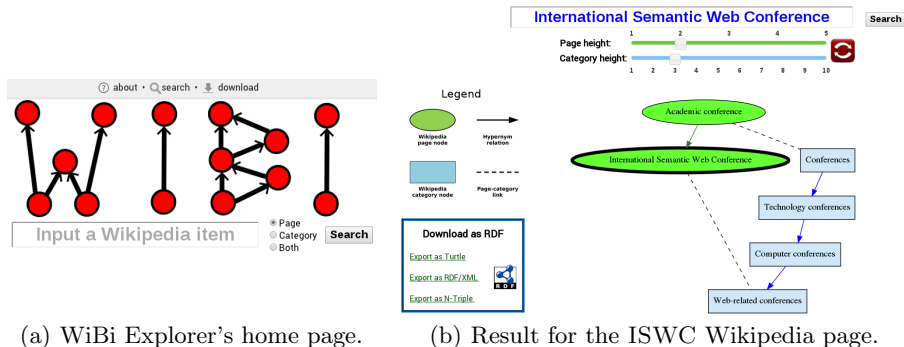 International Semantic Web Conference
Search
Page height:
1 2 3 4 5
Category height:
1 2 3 4 5 6 7 8 9 10
? about • search • download
Input a Wikipedia item
Page
Category
Both
Search
Legend
Wikipedia
page node
Hypernym
relation
Wikipedia
category node
Page-category
link
Download as RDF
Export as Turtle
Export as RDF/XML
Export as N-Triple
RDF
Academic conference
International Semantic Web Conference
Conferences
Technology conferences
Computer conferences
Web-related conferences
(a) WiBi Explorer's home page.
(b) Result for the ISWC Wikipedia page.